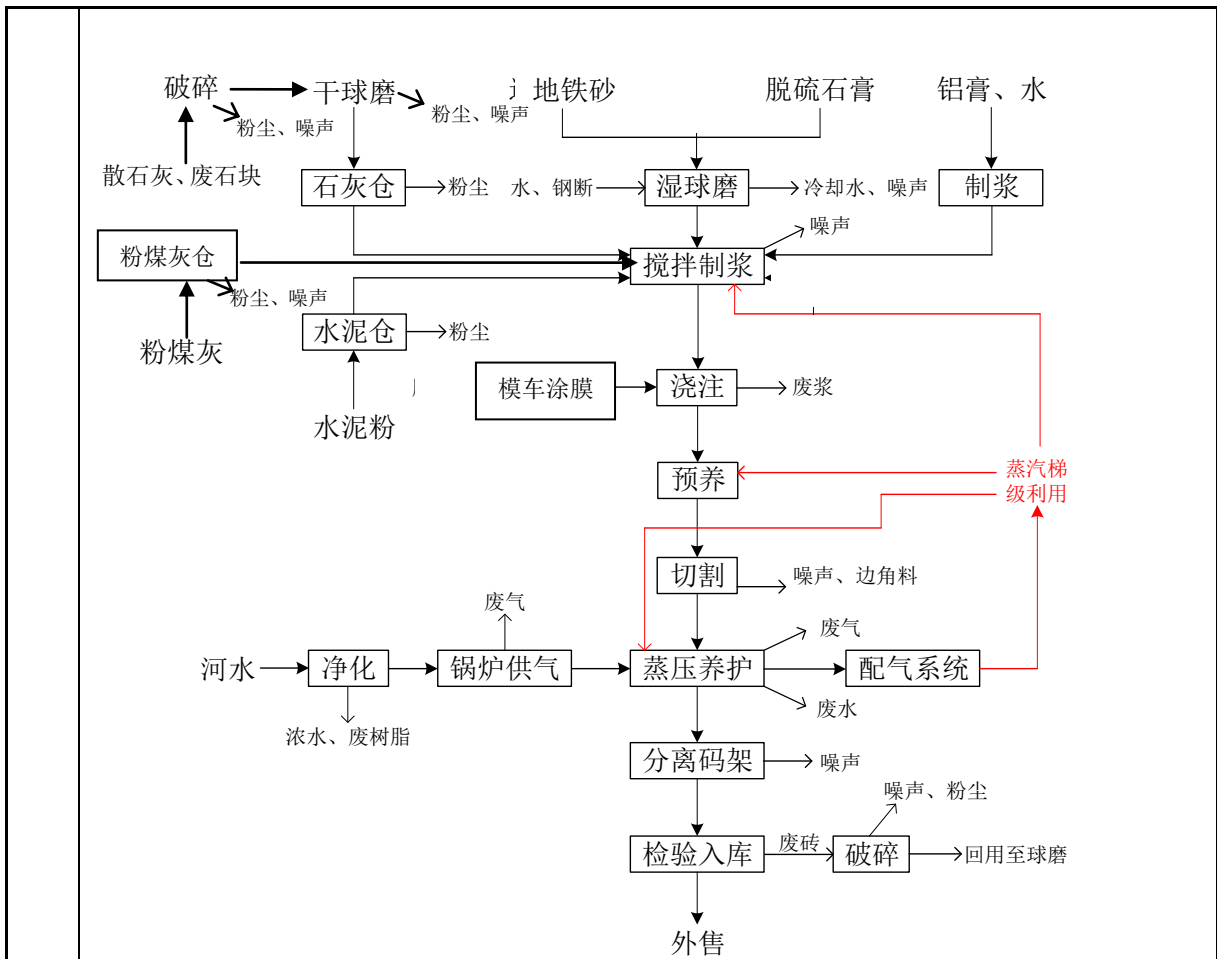 破碎
干球磨
地铁砂
脱硫石膏
铝膏、水
粉尘、噪声
粉尘、噪声
散石灰、废石块
石灰仓
粉尘
水、钢断
湿球磨
冷却水、噪声
制浆
噪声
粉煤灰仓
搅拌制浆
粉尘、噪声
水泥仓
粉尘
粉煤灰
模车涂膜
浇注
废浆
水泥粉
预养
蒸汽梯
级利用
切割
噪声、边角料
废气
废气
河水
净化
锅炉供气
蒸压养护
配气系统
废水
浓水、废树脂
分离码架
噪声
噪声、粉尘
检验入库
废砖
破碎
回用至球磨
外售